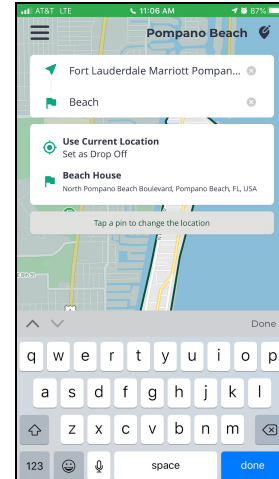 AT&T LTE 11:06 AM 87%
Pompano Beach
Fort Lauderdale Marriott Pompan...
Beach
Use Current Location
Set as Drop Off
Beach House
North Pompano Beach Boulevard, Pompano Beach, FL, USA
Tap a pin to change the location
Done
q w e r t y u i o p
a s d f g h j k l
z x c v b n m
123 space done